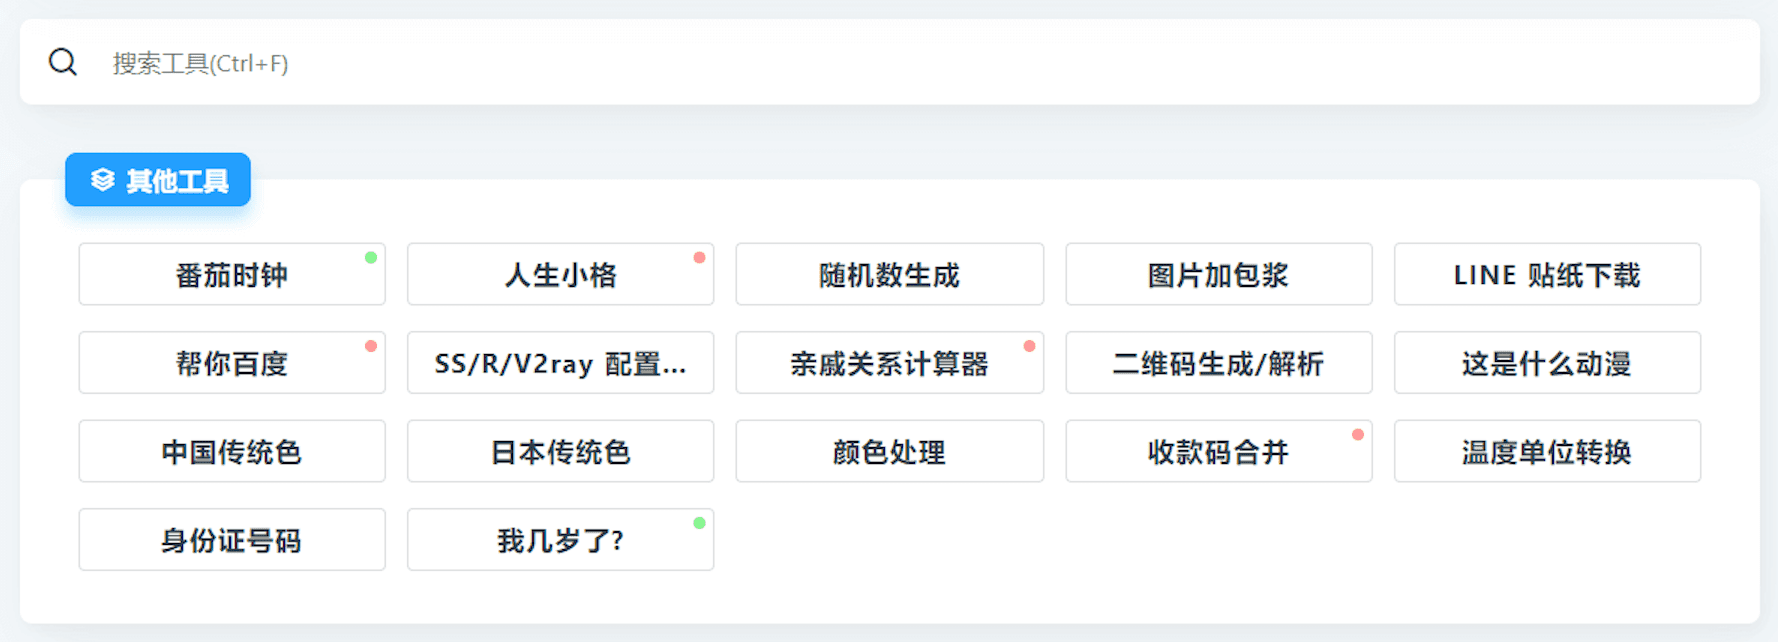 搜索工具(Ctrl+F)
其他工具
番茄时钟
人生小格
随机数生成
图片加包浆
LINE 贴纸下载
帮你百度
SS/R/V2ray 配置...
亲戚关系计算器
二维码生成/解析
这是什么动漫
中国传统色
日本传统色
颜色处理
收款码合并
温度单位转换
身份证号码
我几岁了?